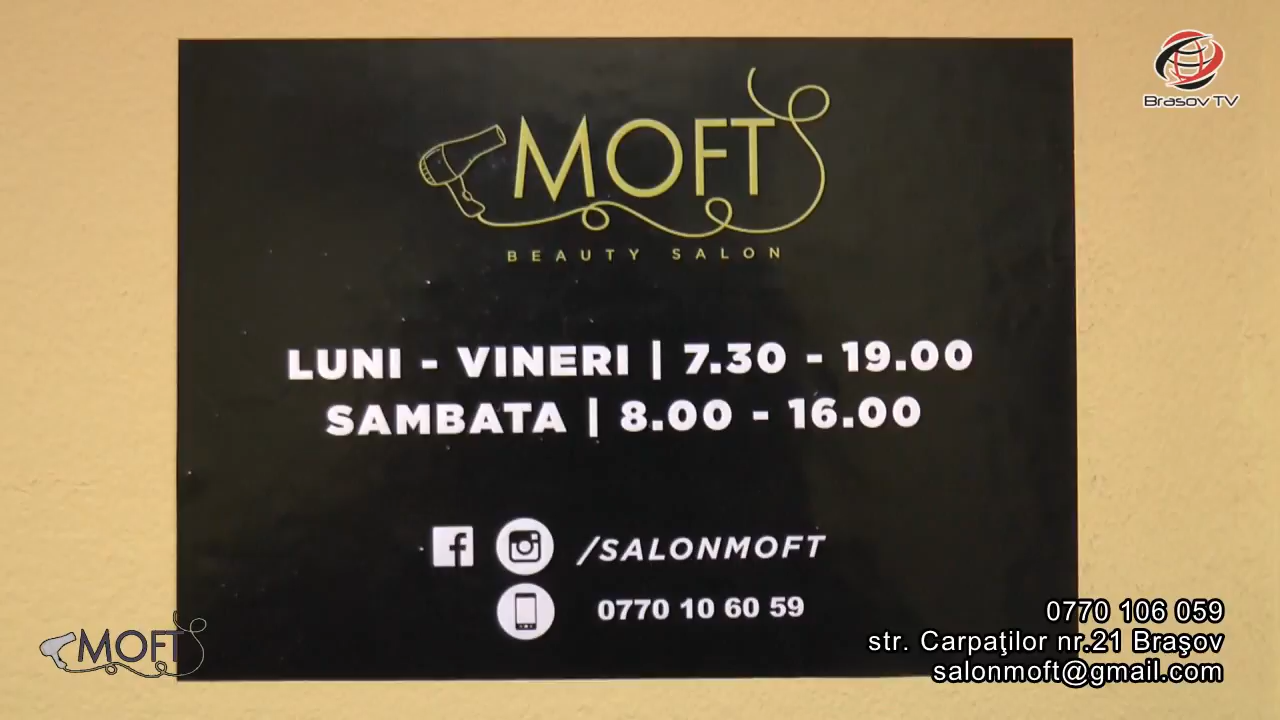 Brasov TV
MOFT
BEAUTY SALON
LUNI - VINERI | 7.30 - 19.00
SAMBATA | 8.00 - 16.00
/SALONMOFT
0770 10 60 59
MOFT
0770 106 059
str. Carpaţilor nr.21 Braşov
salonmoft@gmail.com